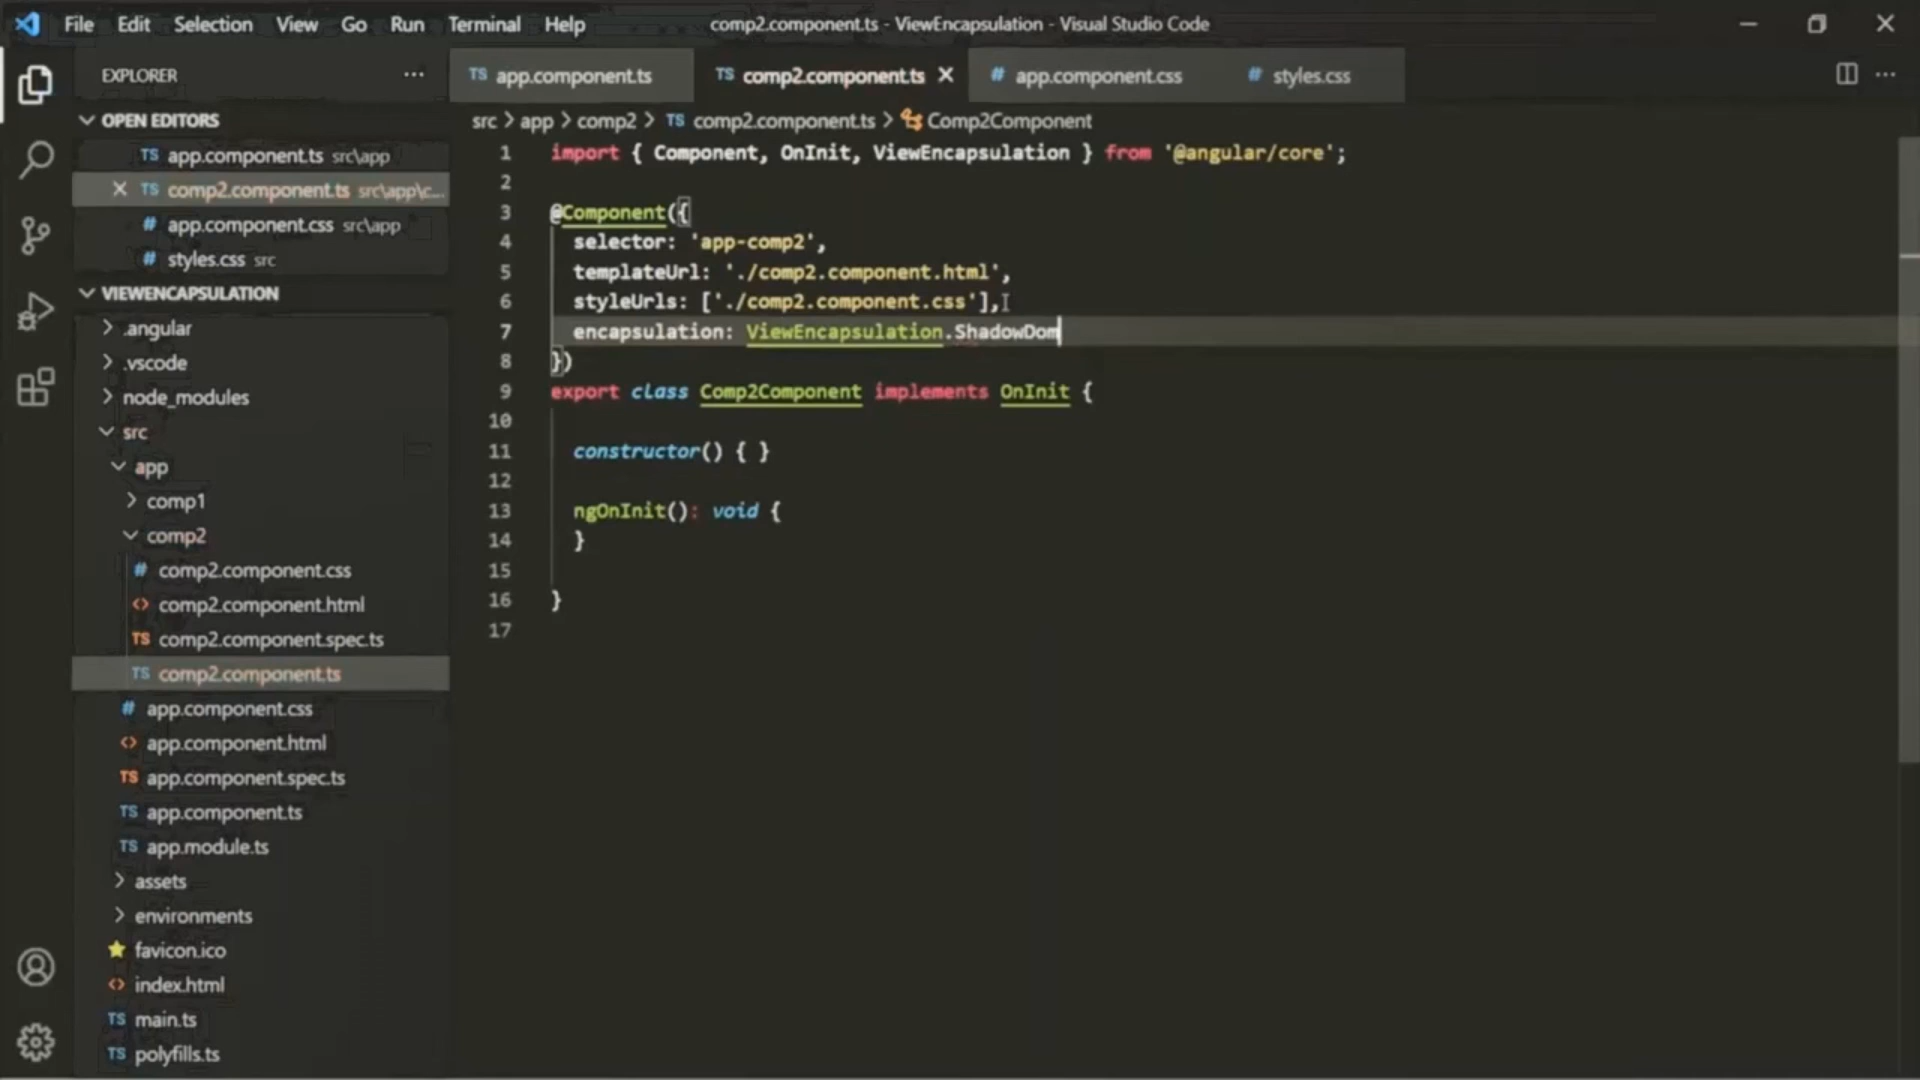 File Edit Selection View Go Run Terminal Help comp2.component.ts - ViewEncapsulation - Visual Studio Code
EXPLORER
OPEN EDITORS
TS app.component.ts src\app
TS comp2.component.ts src\app\c...
# app.component.css src\app
# styles.css src
VIEWENCAPSULATION
.angular
.vscode
node_modules
src
app
comp1
comp2
# comp2.component.css
comp2.component.html
TS comp2.component.spec.ts
TS comp2.component.ts
# app.component.css
app.component.html
TS app.component.spec.ts
TS app.component.ts
TS app.module.ts
assets
environments
favicon.ico
index.html
TS main.ts
TS polyfills.ts
TS app.component.ts TS comp2.component.ts # app.component.css # styles.css
src > app > comp2 > TS comp2.component.ts > Comp2Component
1 import { Component, OnInit, ViewEncapsulation } from '@angular/core';
2
3 @Component({
4 selector: 'app-comp2',
5 templateUrl: './comp2.component.html',
6 styleUrls: ['./comp2.component.css'],
7 encapsulation: ViewEncapsulation.ShadowDom
8 })
9 export class Comp2Component implements OnInit {
10
11 constructor() { }
12
13 ngOnInit(): void {
14 }
15
16 }
17